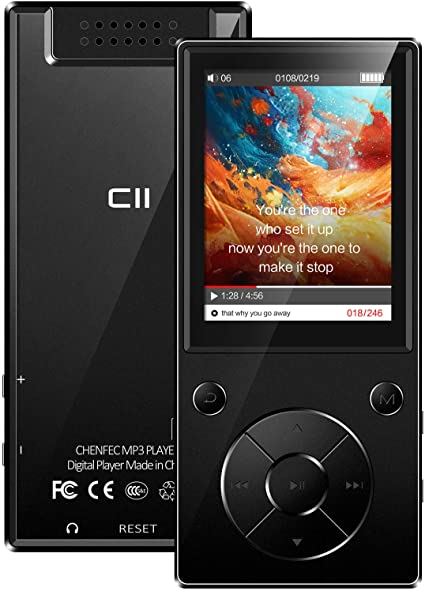 CII
+
-
CHENFEC MP3 PLAYE
Digital Player Made in Ch
FC CE
RESET
06 0108/0219
You're the one
who set it up
now you're the one to
make it stop
1:28 / 4:56
that why you go away 018/246
M